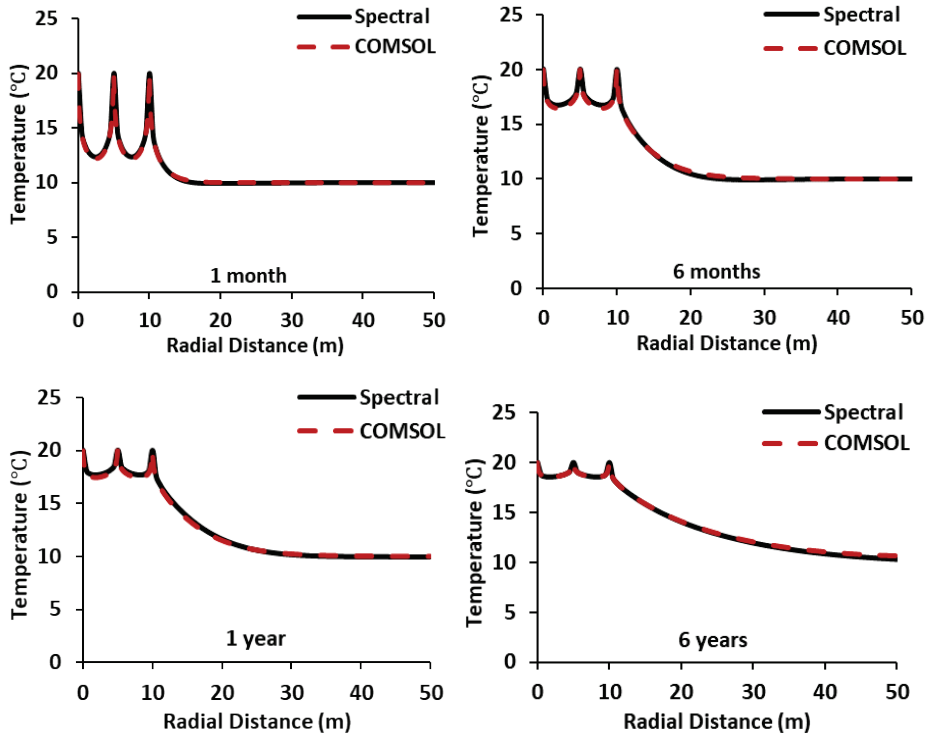 25
20
15
10
5
0
Temperature (°C)
Spectral
COMSOL
1 month
0 10 20 30 40 50
Radial Distance (m)
25
20
15
10
5
0
Temperature (°C)
Spectral
COMSOL
6 months
0 10 20 30 40 50
Radial Distance (m)
25
20
15
10
5
0
Temperature (°C)
Spectral
COMSOL
1 year
0 10 20 30 40 50
Radial Distance (m)
25
20
15
10
5
0
Temperature (°C)
Spectral
COMSOL
6 years
0 10 20 30 40 50
Radial Distance (m)